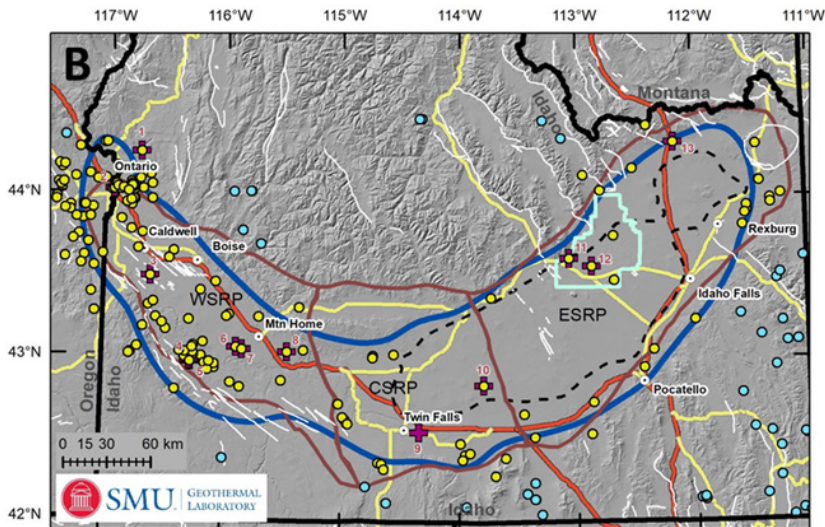 117°W 116°W 115°W 114°W 113°W 112°W 111°W
B
Montana
Idaho
1
13
Ontario
2
44°N
Caldwell
Boise
Rexburg
3
11
12
WSRP
Idaho Falls
ESRP
Mtn Home
6
7
8
43°N
4
5
10
CSRP
Pocatello
Oregon
Idaho
Twin Falls
9
0 15 30 60 km
SMU GEOTHERMAL
LABORATORY
Idaho
42°N